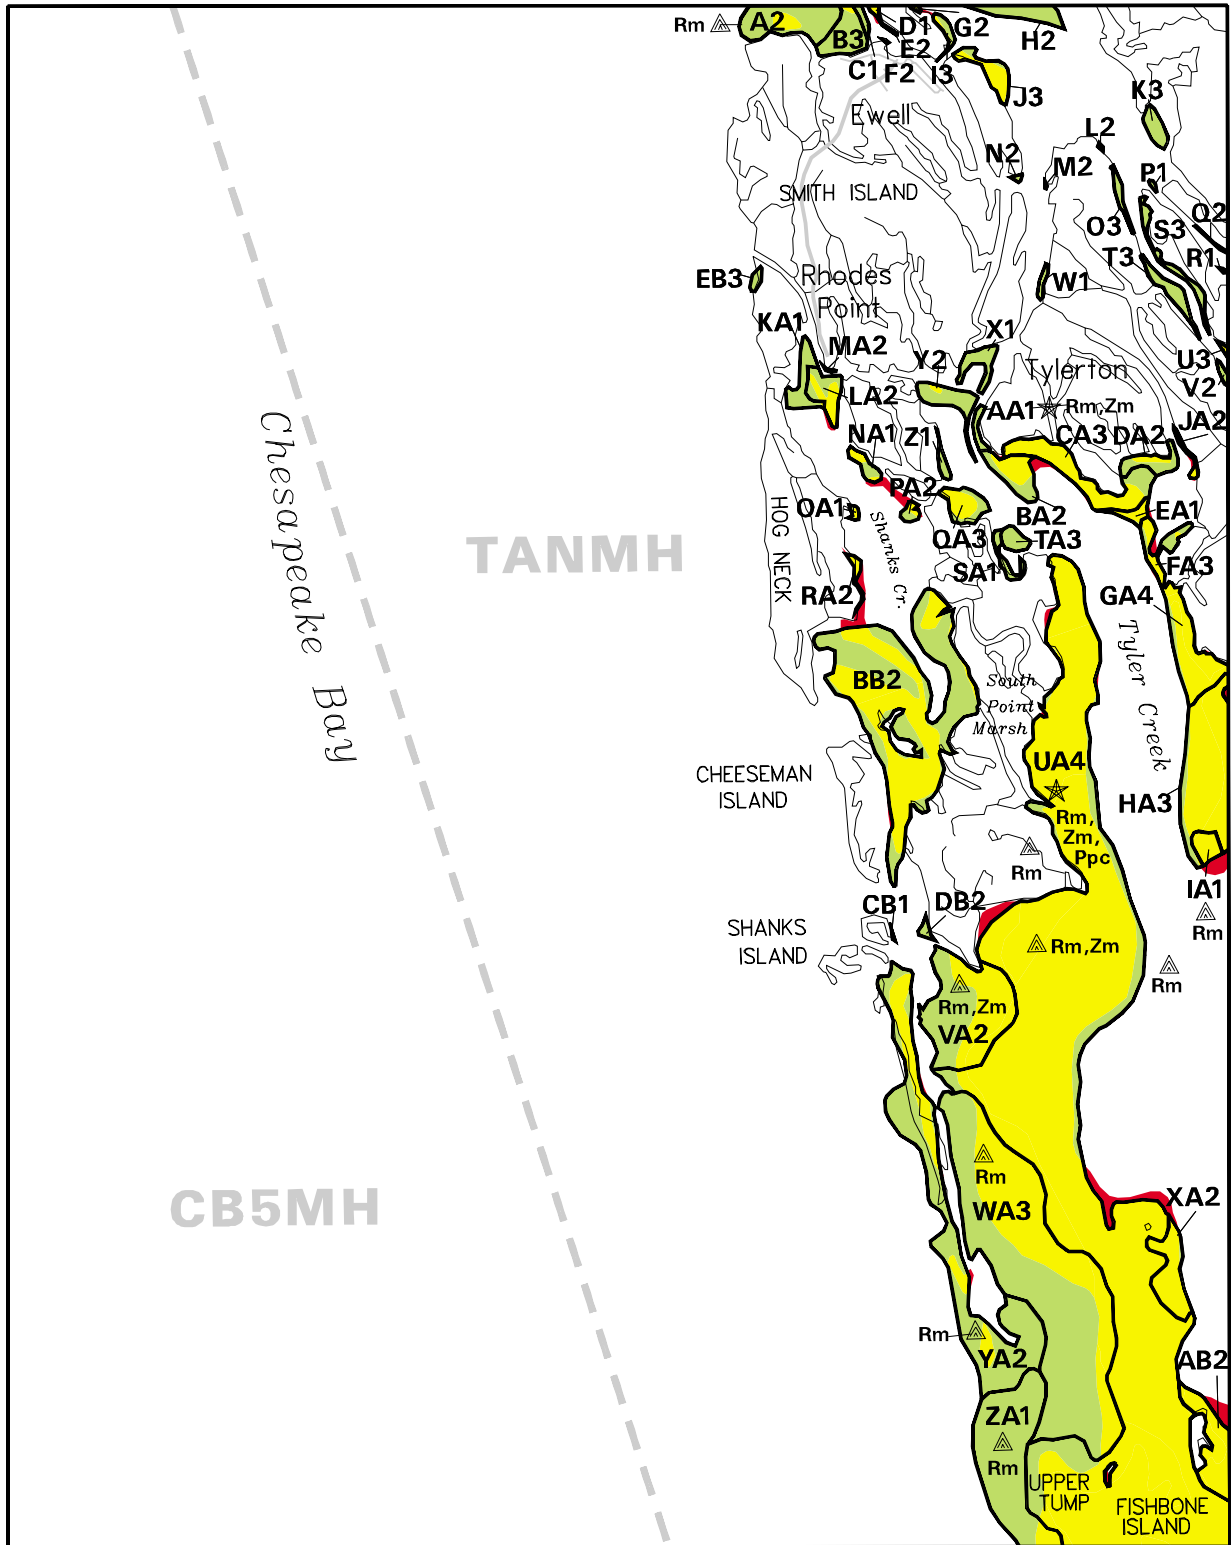 Rm
A2
B3
D1
G2
H2
E2
C1
F2
I3
J3
K3
Ewell
L2
N2
M2
P1
SMITH ISLAND
O3
S3
Q2
T3
R1
EB3
Rhodes
Point
W1
KA1
MA2
Y2
X1
Tylerton
U3
V2
LA2
AA1
Rm,Zm
NA1
Z1
CA3
DA2
JA2
PA2
OA1
BA2
EA1
QA3
TA3
SA1
FA3
HOG NECK
Shanks Cr.
TANMH
Chesapeake Bay
RA2
GA4
Tyler Creek
BB2
South
Point
Marsh
UA4
CHEESEMAN
ISLAND
HA3
Rm,
Zm,
Ppc
Rm
IA1
Rm
CB1
DB2
SHANKS
ISLAND
Rm,Zm
Rm
Rm,Zm
VA2
Rm
WA3
XA2
CB5MH
Rm
YA2
AB2
ZA1
Rm
UPPER
TUMP
FISHBONE
ISLAND